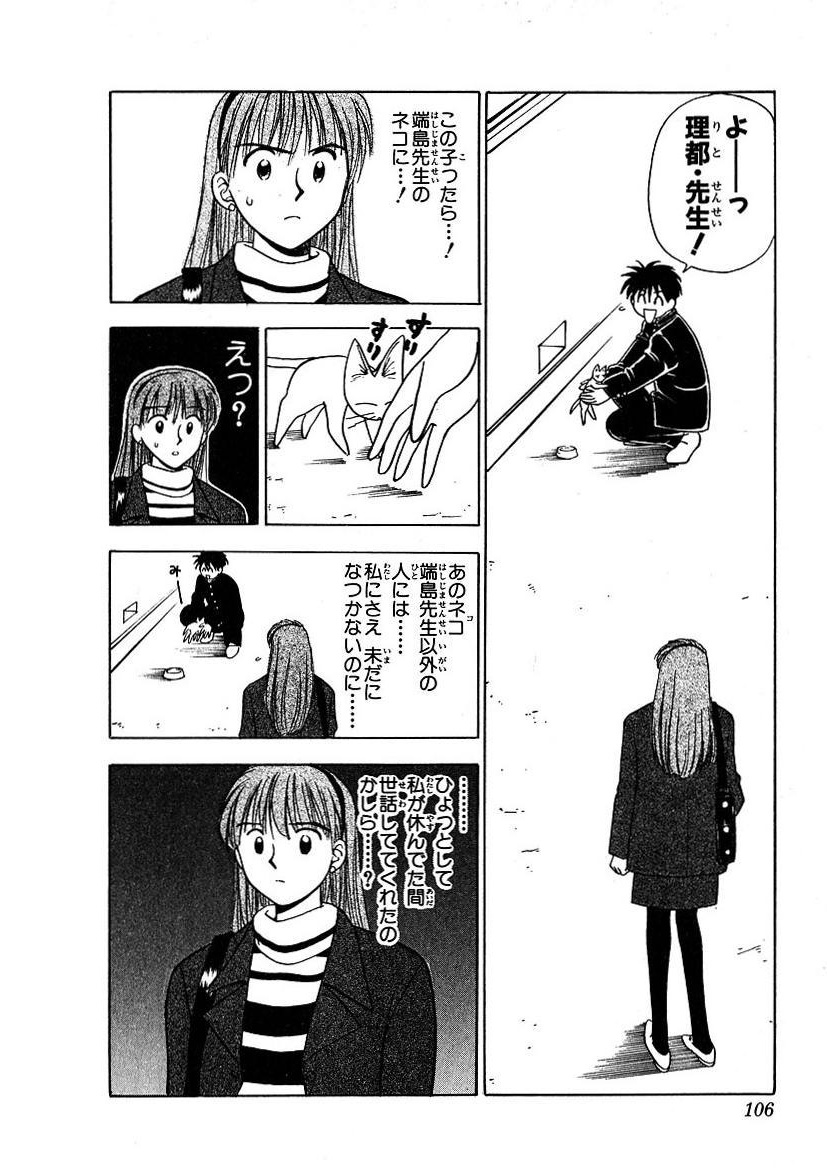 よ──っ
理都・先生！
この子ったら…！
端島先生の
ネコに…！
すり
すり
えっ？
あのネコ
端島先生以外の
人には……
私にさえ 未だに
なつかないのに……
み
…………
ひょっとして
私が休んでた間
世話しててくれたの
かしら……？
106